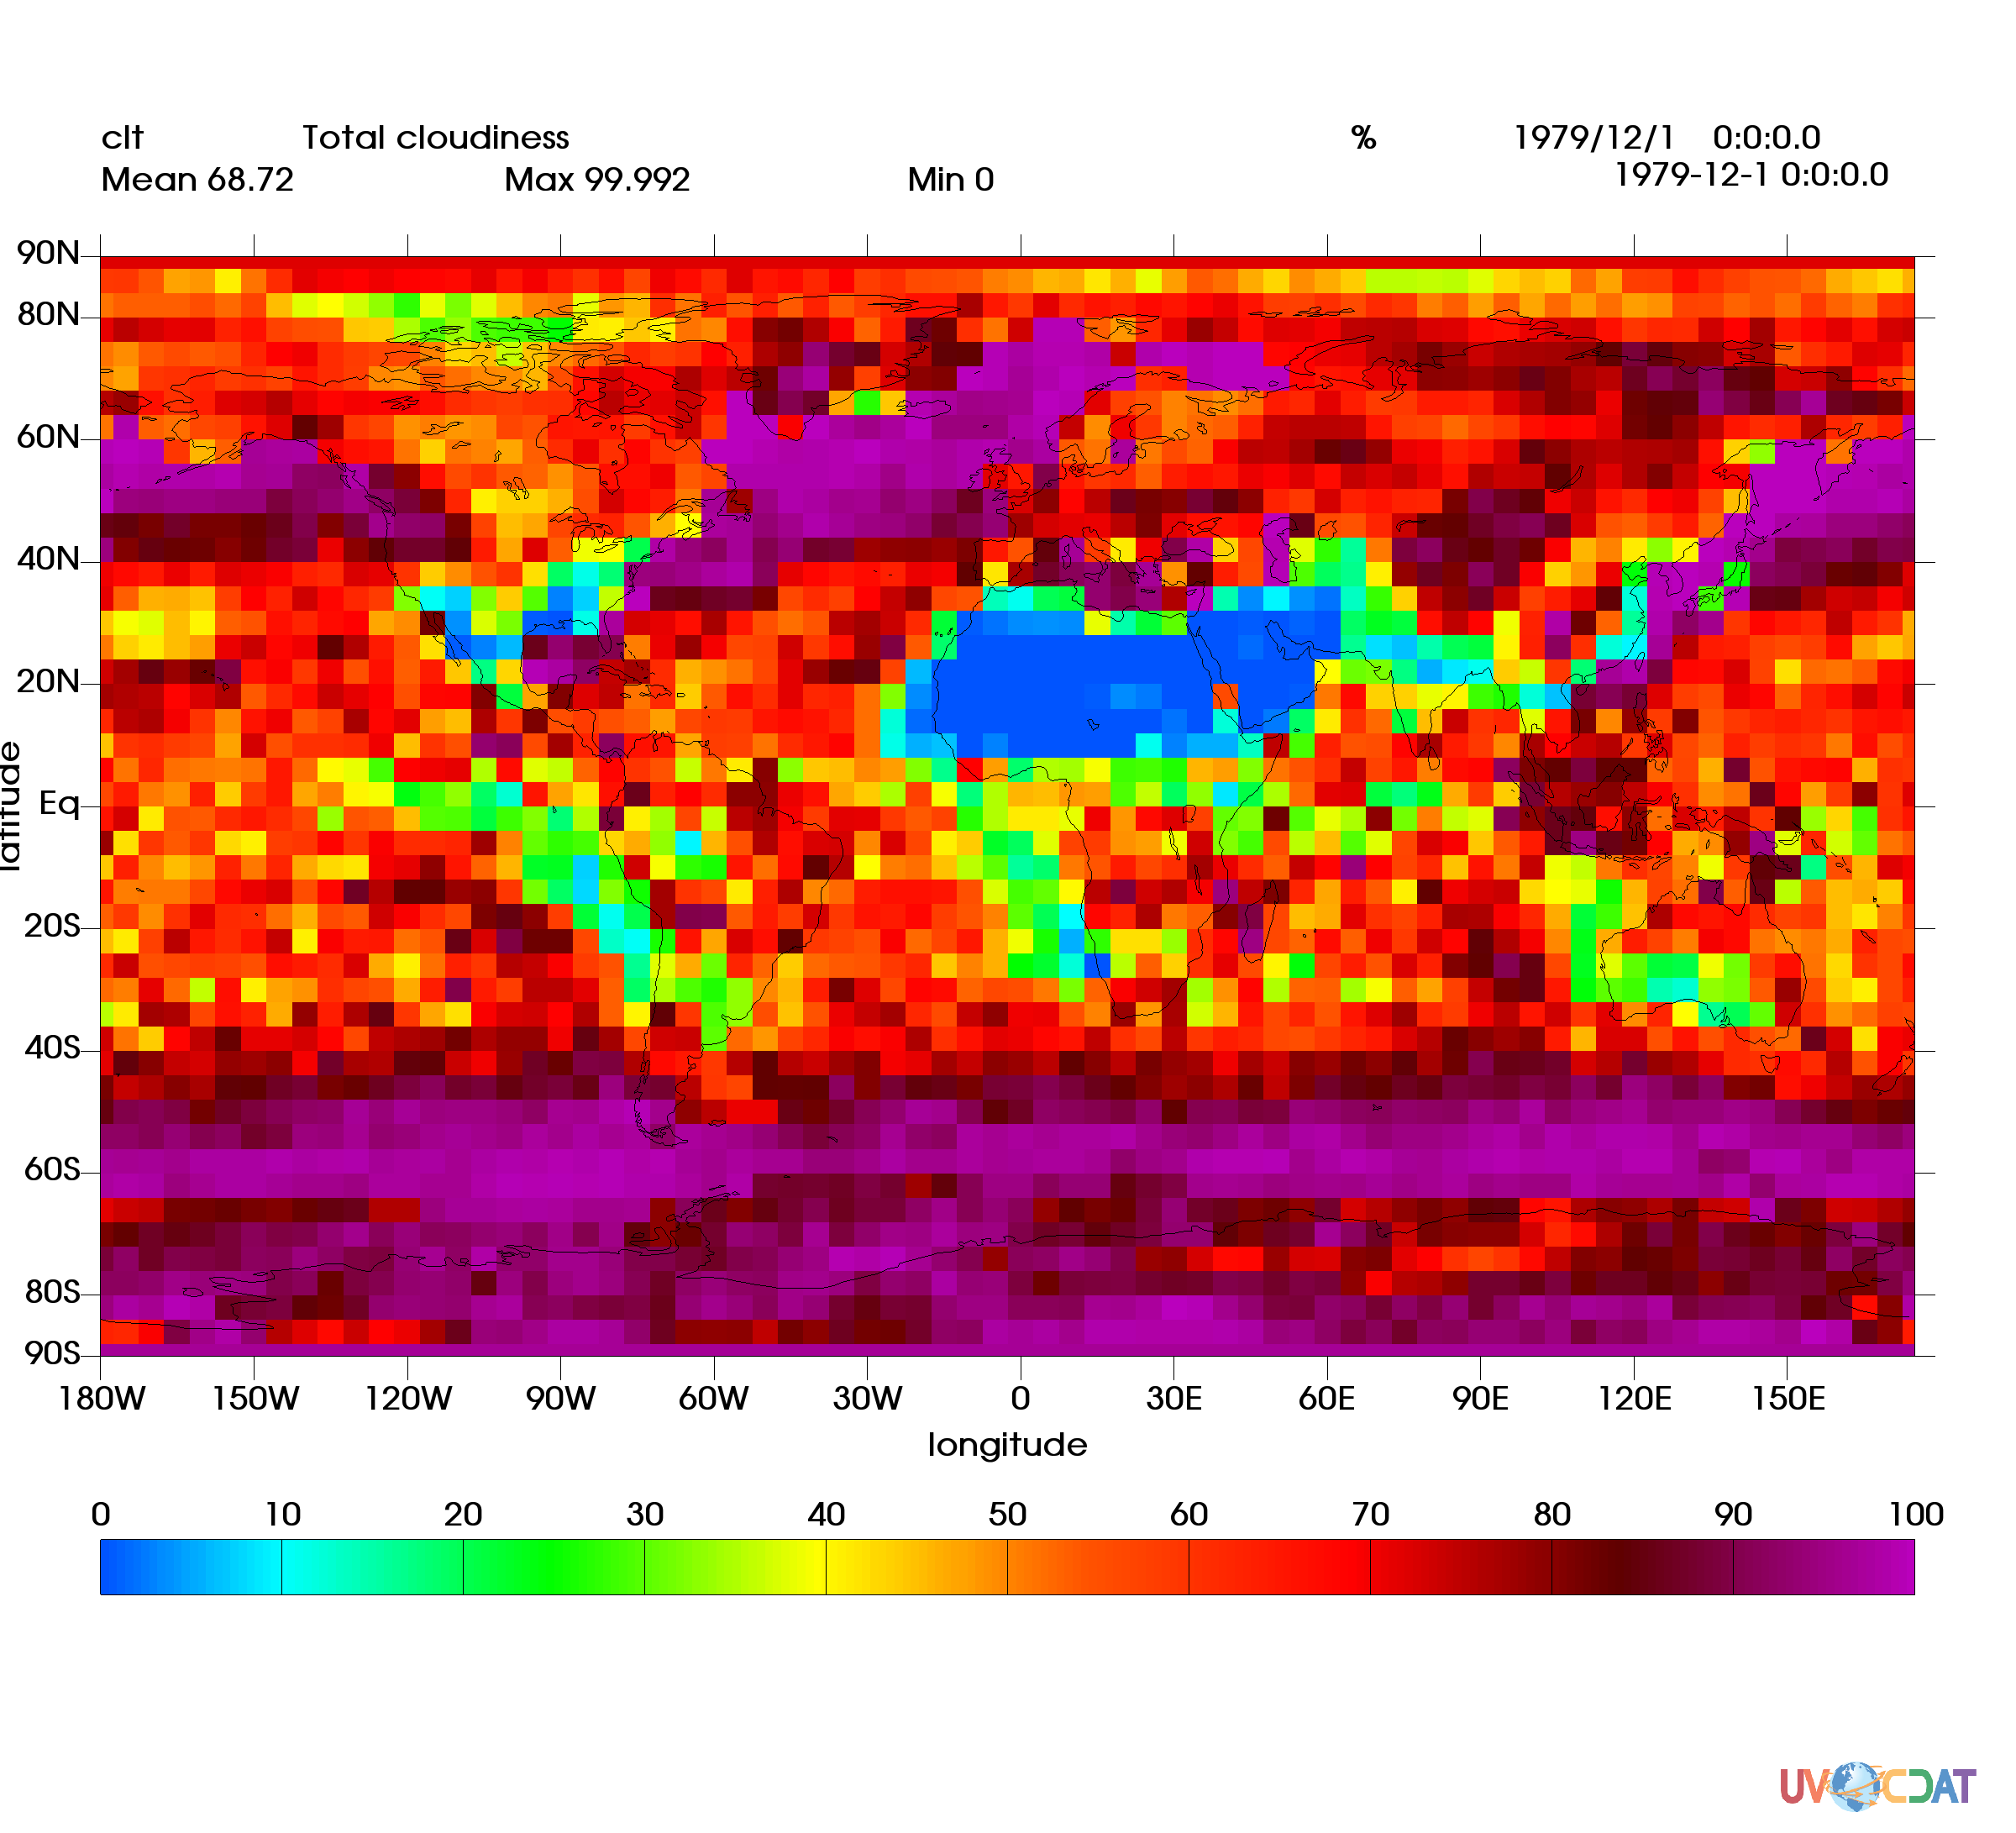 clt Total cloudiness % 1979/12/1 0:0:0.0
Mean 68.72 Max 99.992 Min 0 1979-12-1 0:0:0.0
90N
80N
60N
40N
20N
Eq
20S
40S
60S
80S
90S
latitude
180W 150W 120W 90W 60W 30W 0 30E 60E 90E 120E 150E
longitude
0 10 20 30 40 50 60 70 80 90 100
UV CDAT